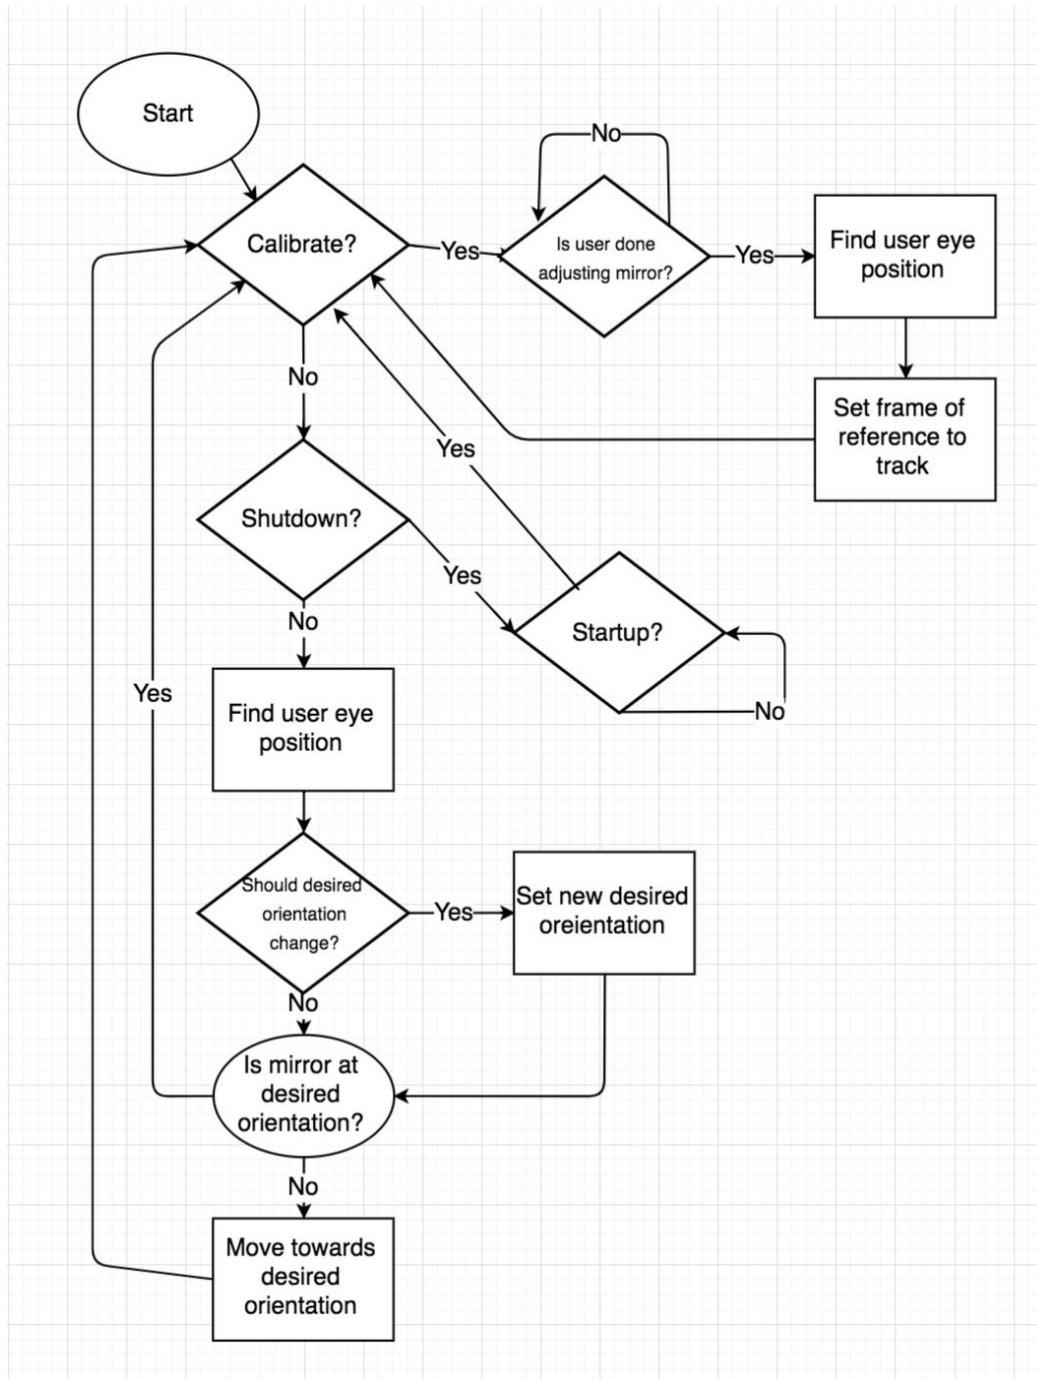 Start
No
Calibrate?
Yes
Is user done
adjusting mirror?
Yes
Find user eye
position
No
Set frame of
reference to
track
Yes
Shutdown?
Yes
No
Startup?
Yes
No
Find user eye
position
Should desired
orientation
change?
Yes
Set new desired
oreientation
No
Is mirror at
desired
orientation?
No
Move towards
desired
orientation